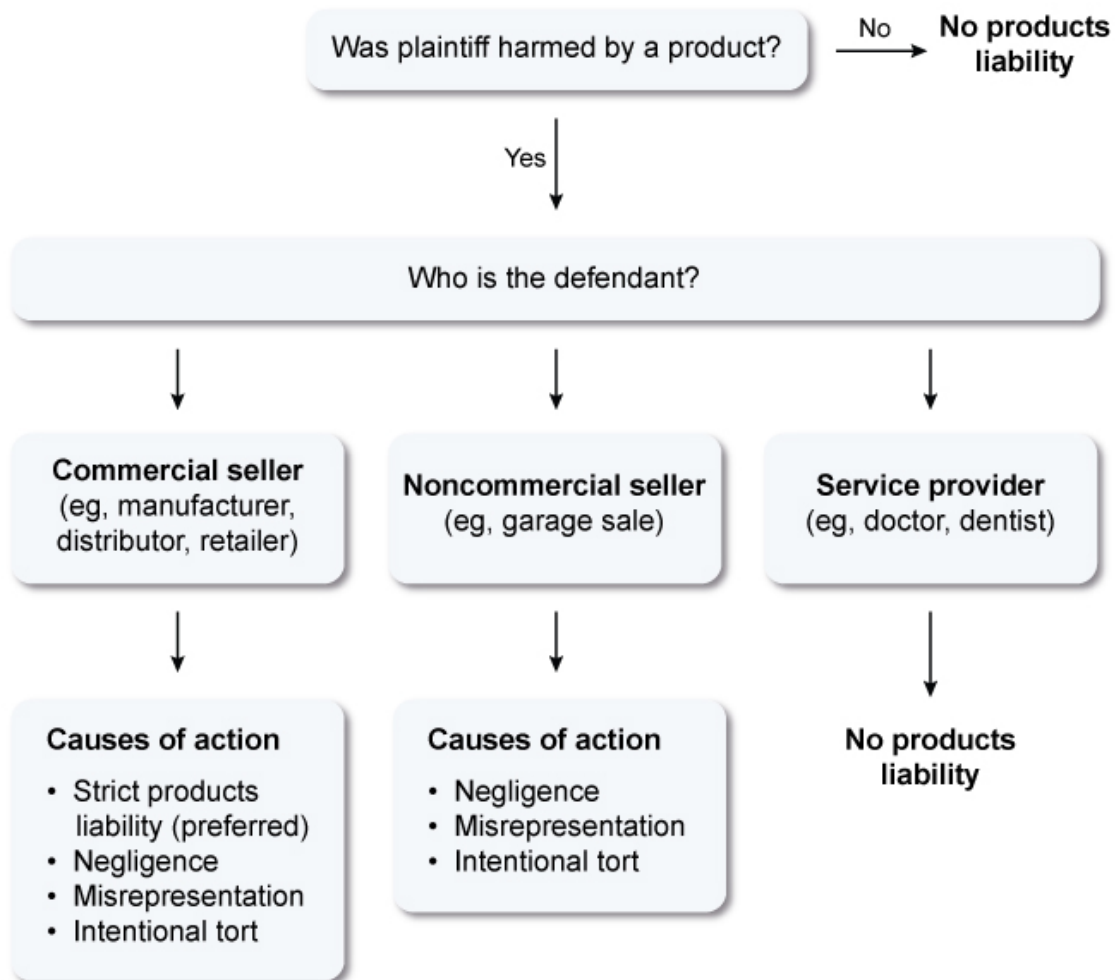 Was plaintiff harmed by a product?
No
No products
liability
Yes
Who is the defendant?
Commercial seller
(eg, manufacturer,
distributor, retailer)
Noncommercial seller
(eg, garage sale)
Service provider
(eg, doctor, dentist)
Causes of action
• Strict products
liability (preferred)
• Negligence
• Misrepresentation
• Intentional tort
Causes of action
• Negligence
• Misrepresentation
• Intentional tort
No products
liability